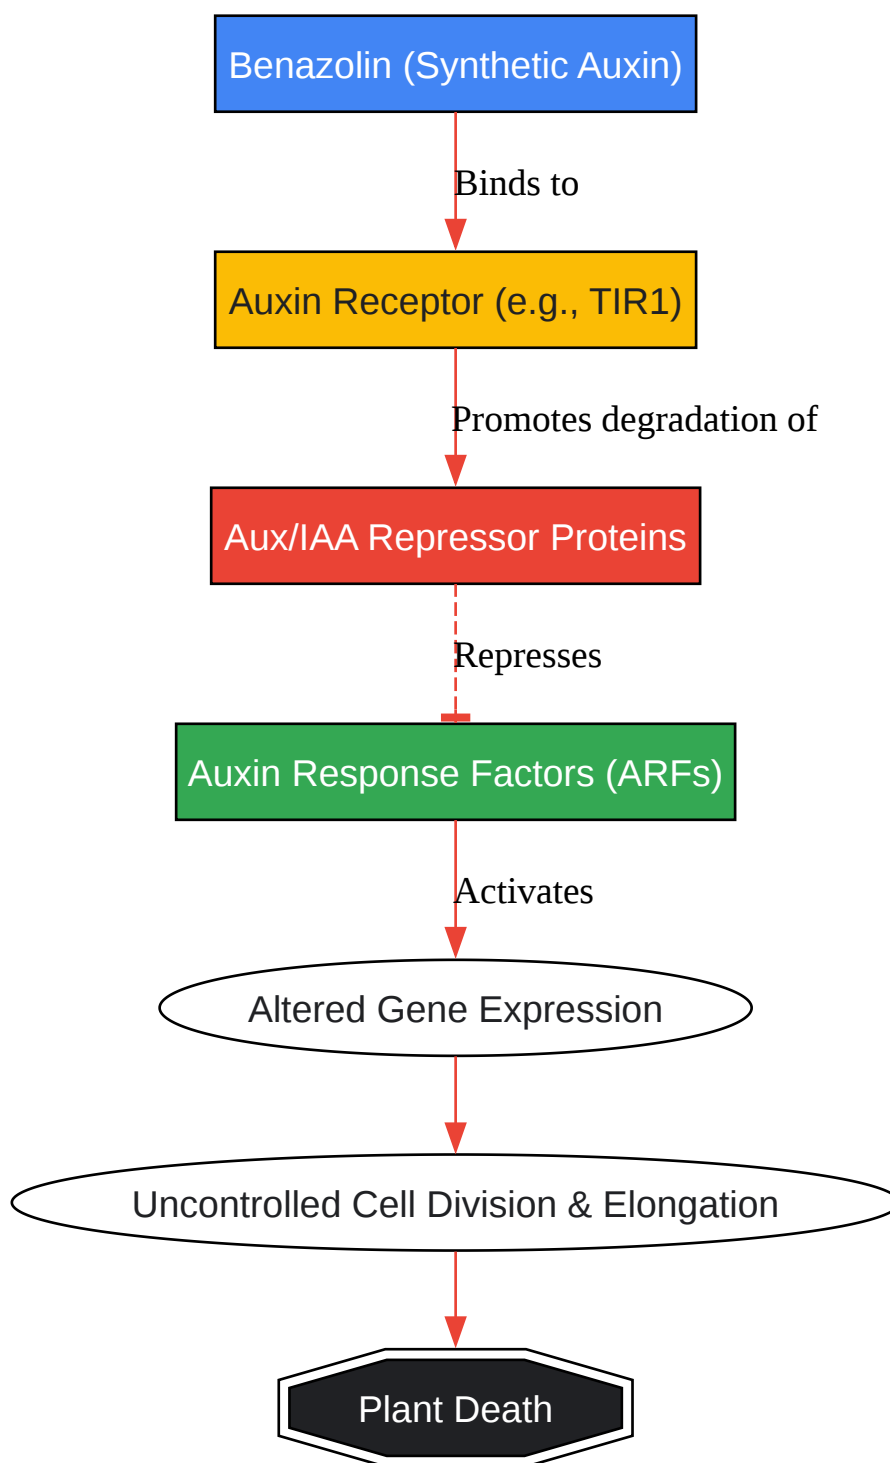 Benazolin (Synthetic Auxin)
Binds to
Auxin Receptor (e.g., TIR1)
Promotes degradation of
Aux/IAA Repressor Proteins
Represses
Auxin Response Factors (ARFs)
Activates
Altered Gene Expression
Uncontrolled Cell Division & Elongation
Plant Death